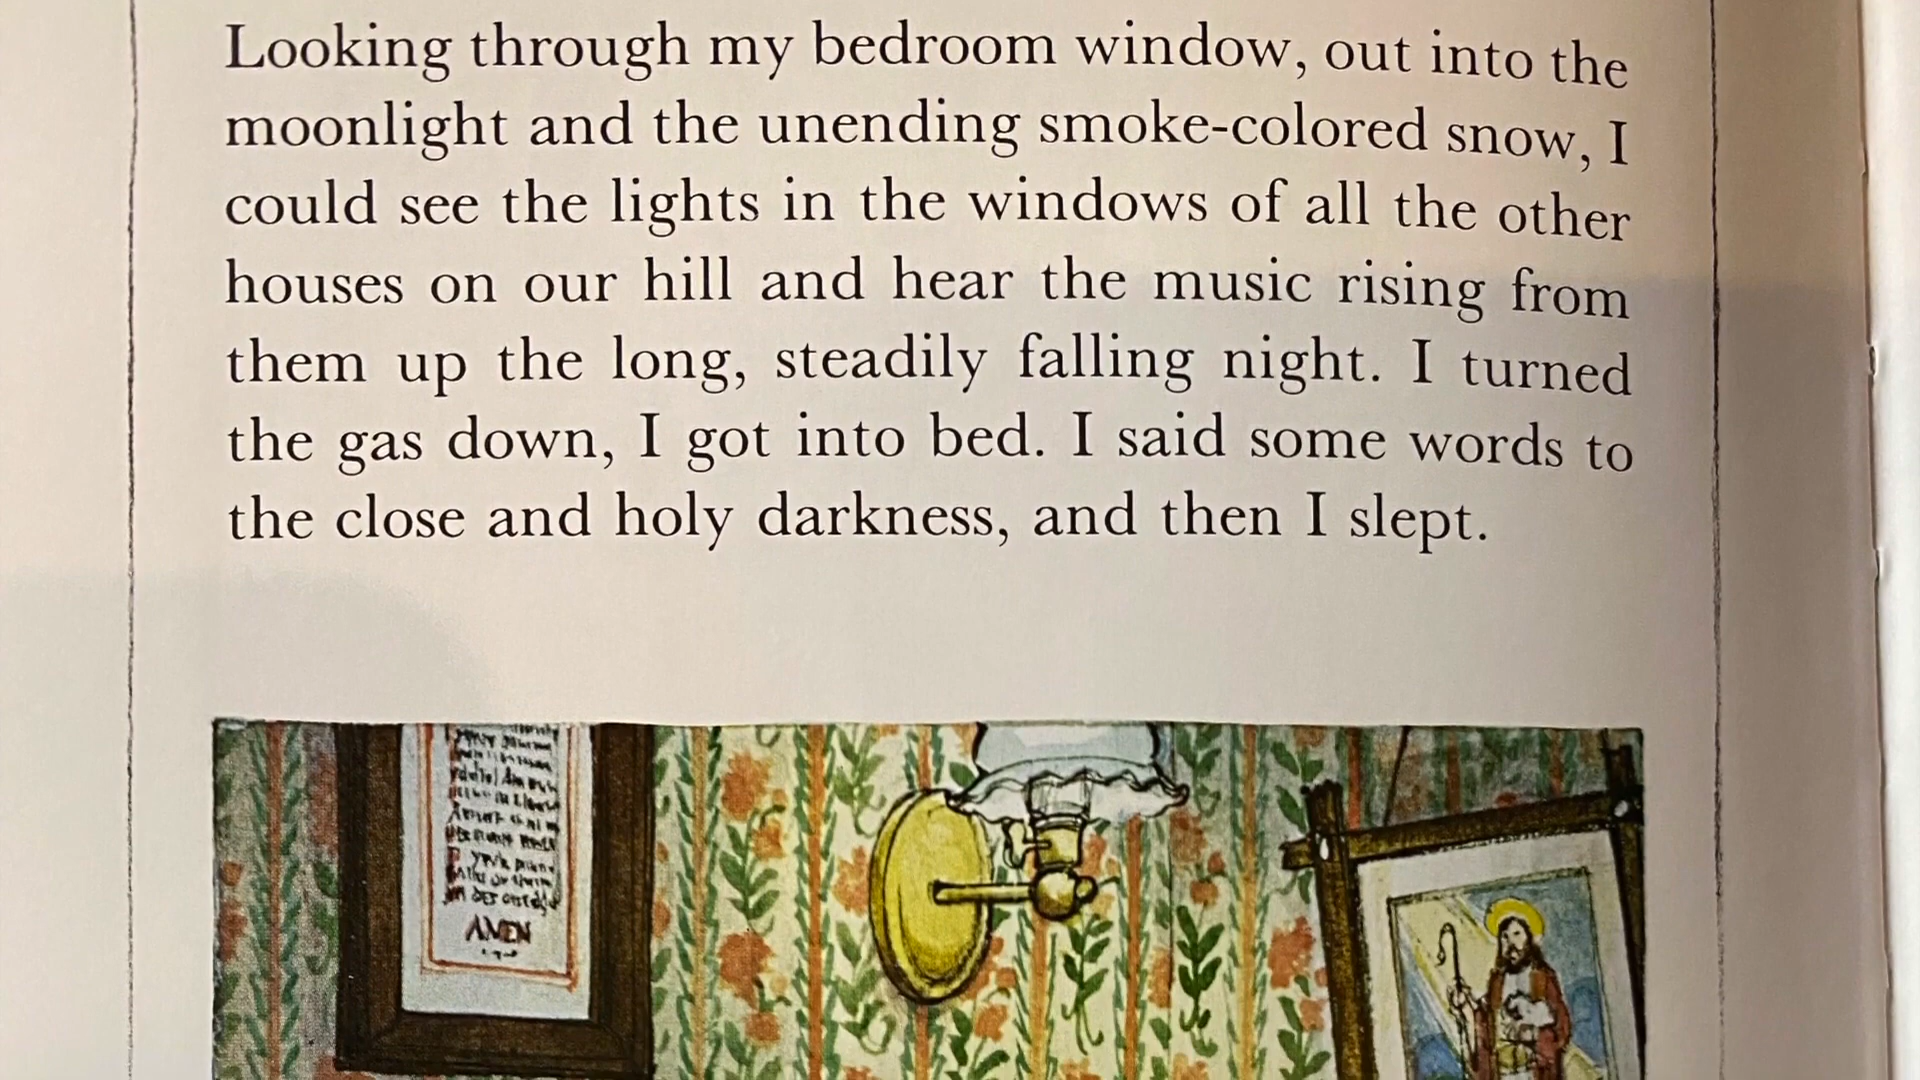 Looking through my bedroom window, out into the
moonlight and the unending smoke-colored snow, I
could see the lights in the windows of all the other
houses on our hill and hear the music rising from
them up the long, steadily falling night. I turned
the gas down, I got into bed. I said some words to
the close and holy darkness, and then I slept.
AMEN